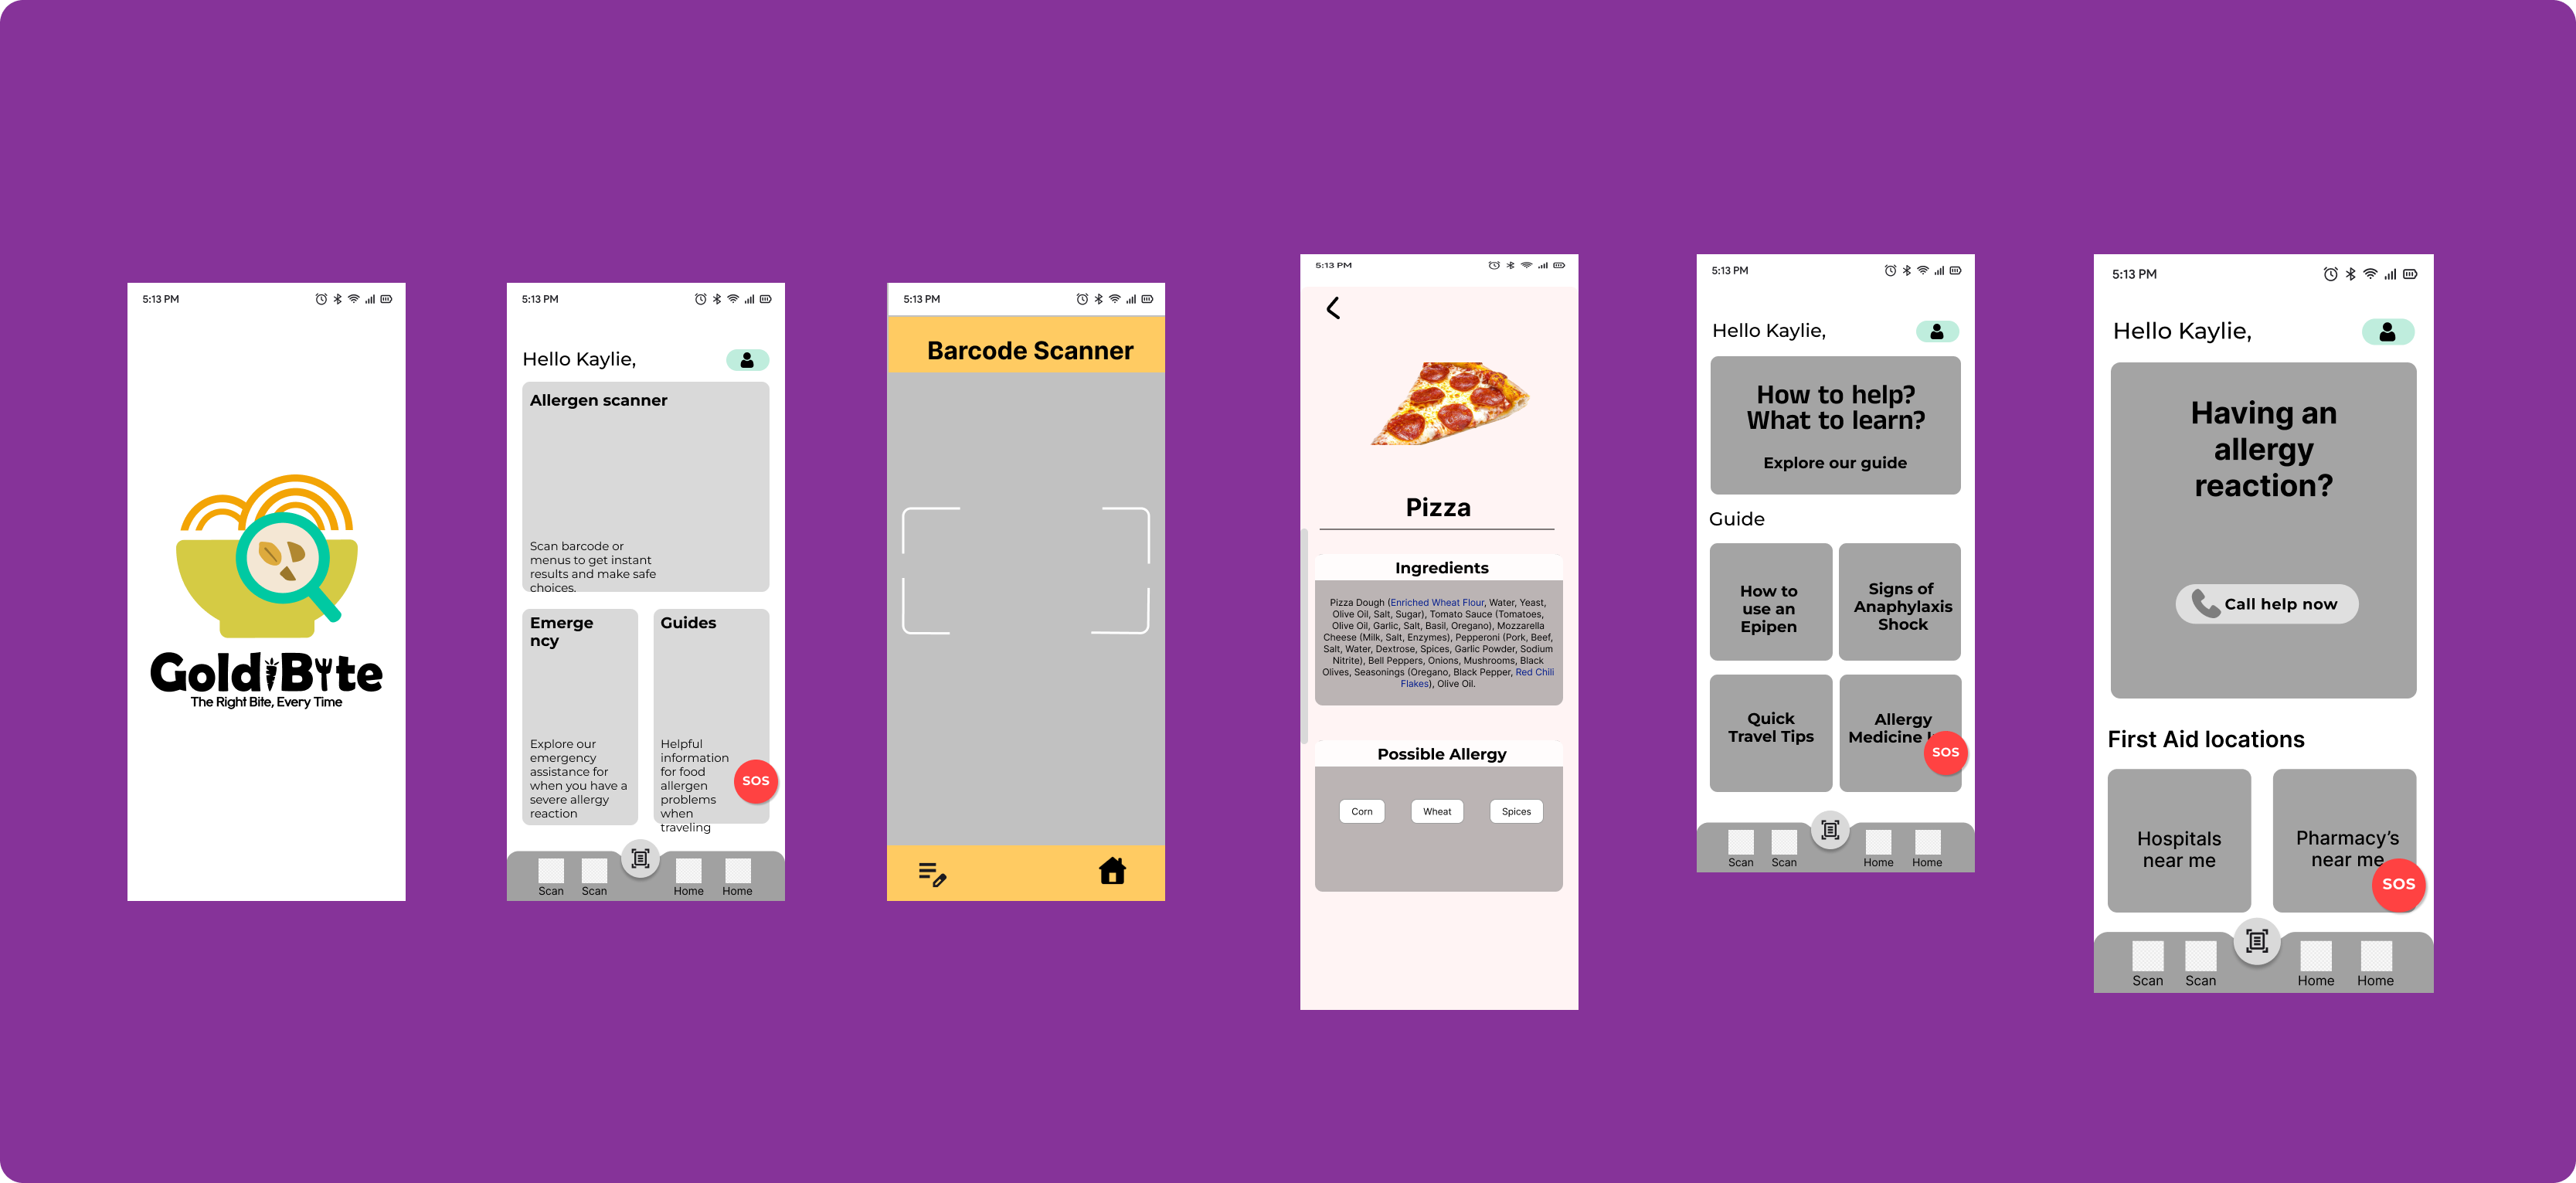 5:13 PM
GoldiBite
The Right Bite, Every Time
5:13 PM
Hello Kaylie,
Allergen scanner
Scan barcode or
menus to get instant
results and make safe
choices.
Emerge
ncy
Explore our
emergency
assistance for
when you have a
severe allergy
reaction
Guides
Helpful
information
for food
allergen
problems
when
traveling
SOS
Scan
Scan
Home
Home
5:13 PM
Barcode Scanner
5:13 PM
Pizza
Ingredients
Pizza Dough (Enriched Wheat Flour, Water, Yeast,
Olive Oil, Salt, Sugar), Tomato Sauce (Tomatoes,
Olive Oil, Garlic, Salt, Basil, Oregano), Mozzarella
Cheese (Milk, Salt, Enzymes), Pepperoni (Pork, Beef,
Salt, Water, Dextrose, Spices, Garlic Powder, Sodium
Nitrite), Bell Peppers, Onions, Mushrooms, Black
Olives, Seasonings (Oregano, Black Pepper, Red Chili
Flakes), Olive Oil.
Possible Allergy
Corn
Wheat
Spices
5:13 PM
Hello Kaylie,
How to help?
What to learn?
Explore our guide
Guide
How to
use an
Epipen
Signs of
Anaphylaxis
Shock
Quick
Travel Tips
Allergy
Medicine
SOS
Scan
Scan
Home
Home
5:13 PM
Hello Kaylie,
Having an
allergy
reaction?
Call help now
First Aid locations
Hospitals
near me
Pharmacy's
near me
SOS
Scan
Scan
Home
Home